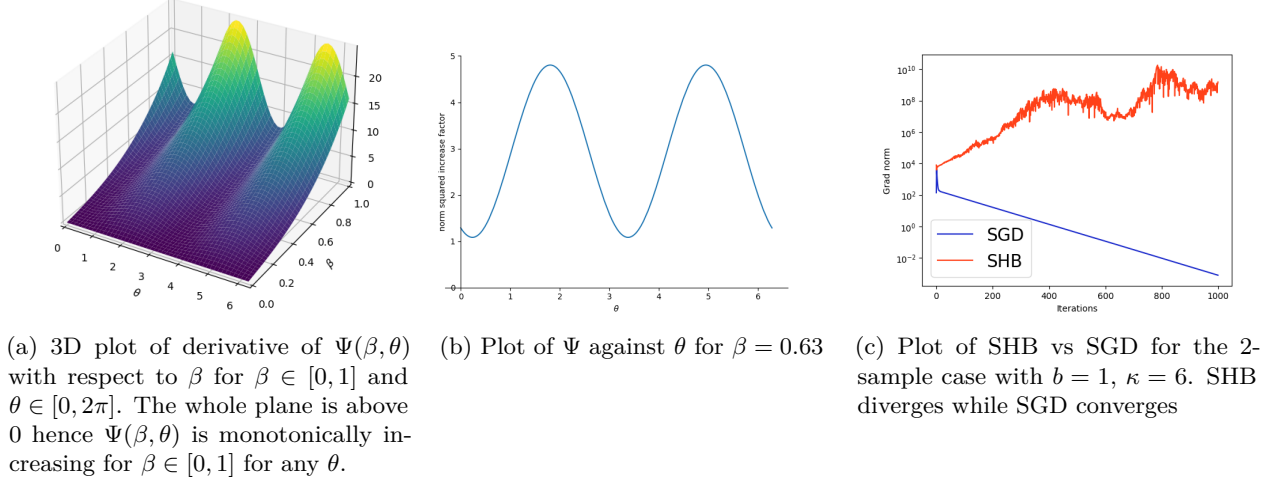 20
15
10
5
0
1.0
0.8
0.6
0.4
0.2
0.0
β
0
1
2
3
4
5
6
θ
5
4
3
2
1
0
norm squared increase factor
0
1
2
3
4
5
6
θ
10^10
10^8
10^6
10^4
10^2
10^0
10^−2
Grad norm
SGD
SHB
0
200
400
600
800
1000
Iterations
(a) 3D plot of derivative of Ψ(β, θ)
with respect to β for β ∈ [0, 1] and
θ ∈ [0, 2π]. The whole plane is above
0 hence Ψ(β, θ) is monotonically in-
creasing for β ∈ [0, 1] for any θ.
(b) Plot of Ψ against θ for β = 0.63
(c) Plot of SHB vs SGD for the 2-
sample case with b = 1, κ = 6. SHB
diverges while SGD converges